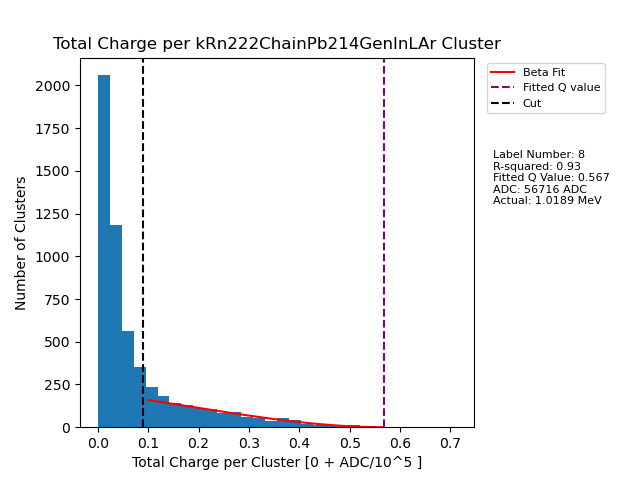 Total Charge per kRn222ChainPb214GenInLAr Cluster
Number of Clusters
2000
1750
1500
1250
1000
750
500
250
0
0.0 0.1 0.2 0.3 0.4 0.5 0.6 0.7
Total Charge per Cluster [0 + ADC/10^5 ]
Beta Fit
Fitted Q value
Cut
Label Number: 8
R-squared: 0.93
Fitted Q Value: 0.567
ADC: 56716 ADC
Actual: 1.0189 MeV